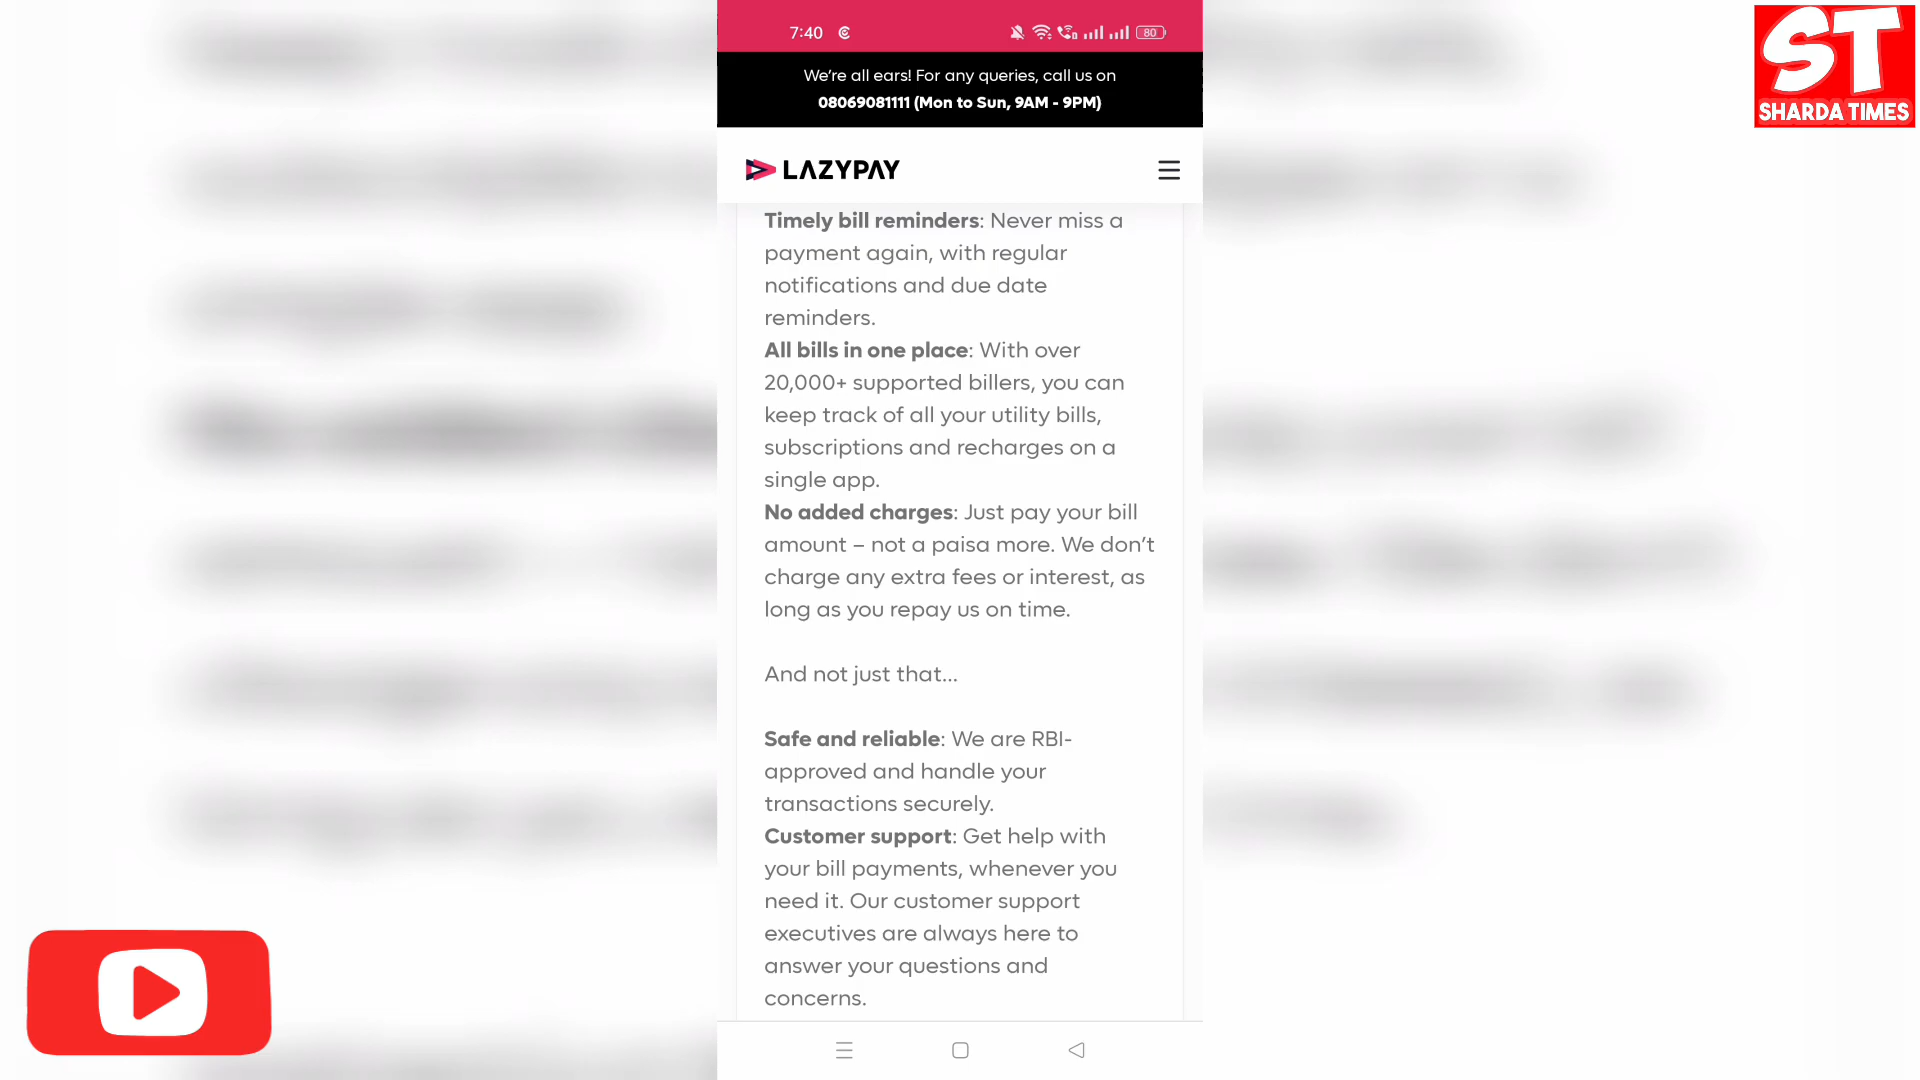 7:40
80
We're all ears! For any queries, call us on
08069081111 (Mon to Sun, 9AM - 9PM)
LAZYPAY
Timely bill reminders: Never miss a
payment again, with regular
notifications and due date
reminders.
All bills in one place: With over
20,000+ supported billers, you can
keep track of all your utility bills,
subscriptions and recharges on a
single app.
No added charges: Just pay your bill
amount – not a paisa more. We don't
charge any extra fees or interest, as
long as you repay us on time.
And not just that...
Safe and reliable: We are RBI-
approved and handle your
transactions securely.
Customer support: Get help with
your bill payments, whenever you
need it. Our customer support
executives are always here to
answer your questions and
concerns.
ST
SHARDA TIMES